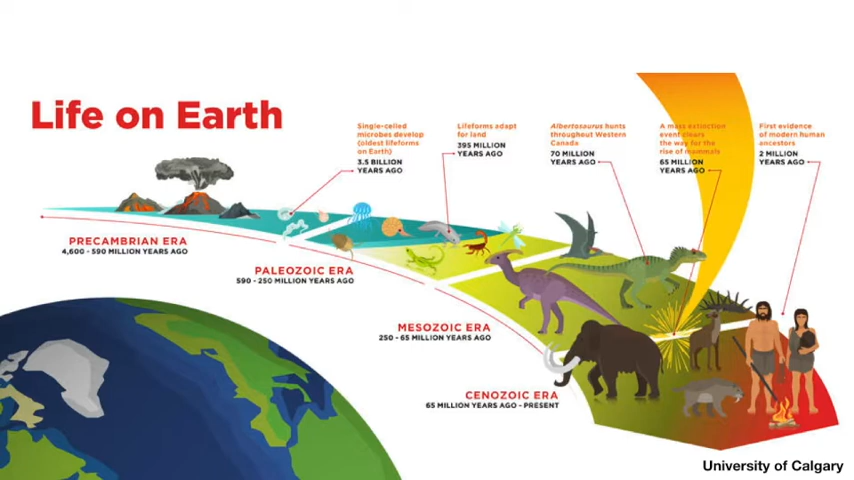 Life on Earth
Single-celled
microbes develop
(oldest lifeforms
on Earth)
3.5 BILLION
YEARS AGO
Lifeforms adapt
for land
395 MILLION
YEARS AGO
Albertosaurus hunts
throughout Western
Canada
70 MILLION
YEARS AGO
A mass extinction
event clears
the way for the
rise of mammals
65 MILLION
YEARS AGO
First evidence
of modern human
ancestors
2 MILLION
YEARS AGO
PRECAMBRIAN ERA
4,600 - 590 MILLION YEARS AGO
PALEOZOIC ERA
590 - 250 MILLION YEARS AGO
MESOZOIC ERA
250 - 65 MILLION YEARS AGO
CENOZOIC ERA
65 MILLION YEARS AGO - PRESENT
University of Calgary